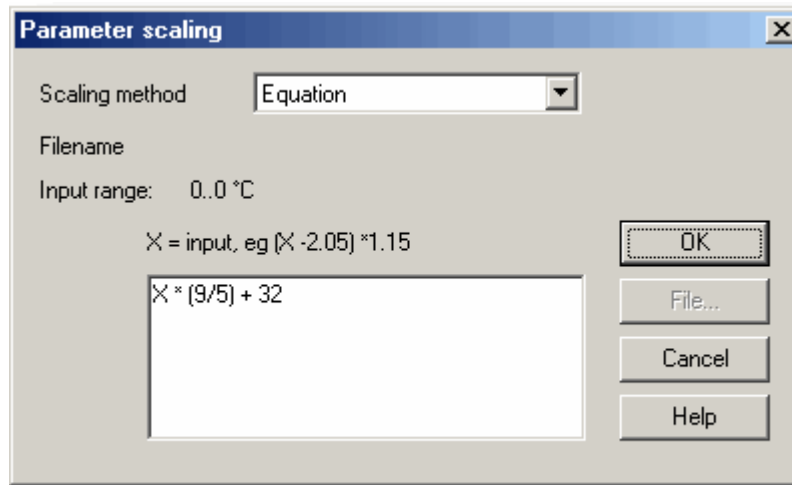 Parameter scaling
Scaling method Equation
Filename
Input range: 0..0 °C
X = input, eg (X -2.05) *1.15
OK
X * (9/5) + 32
File...
Cancel
Help